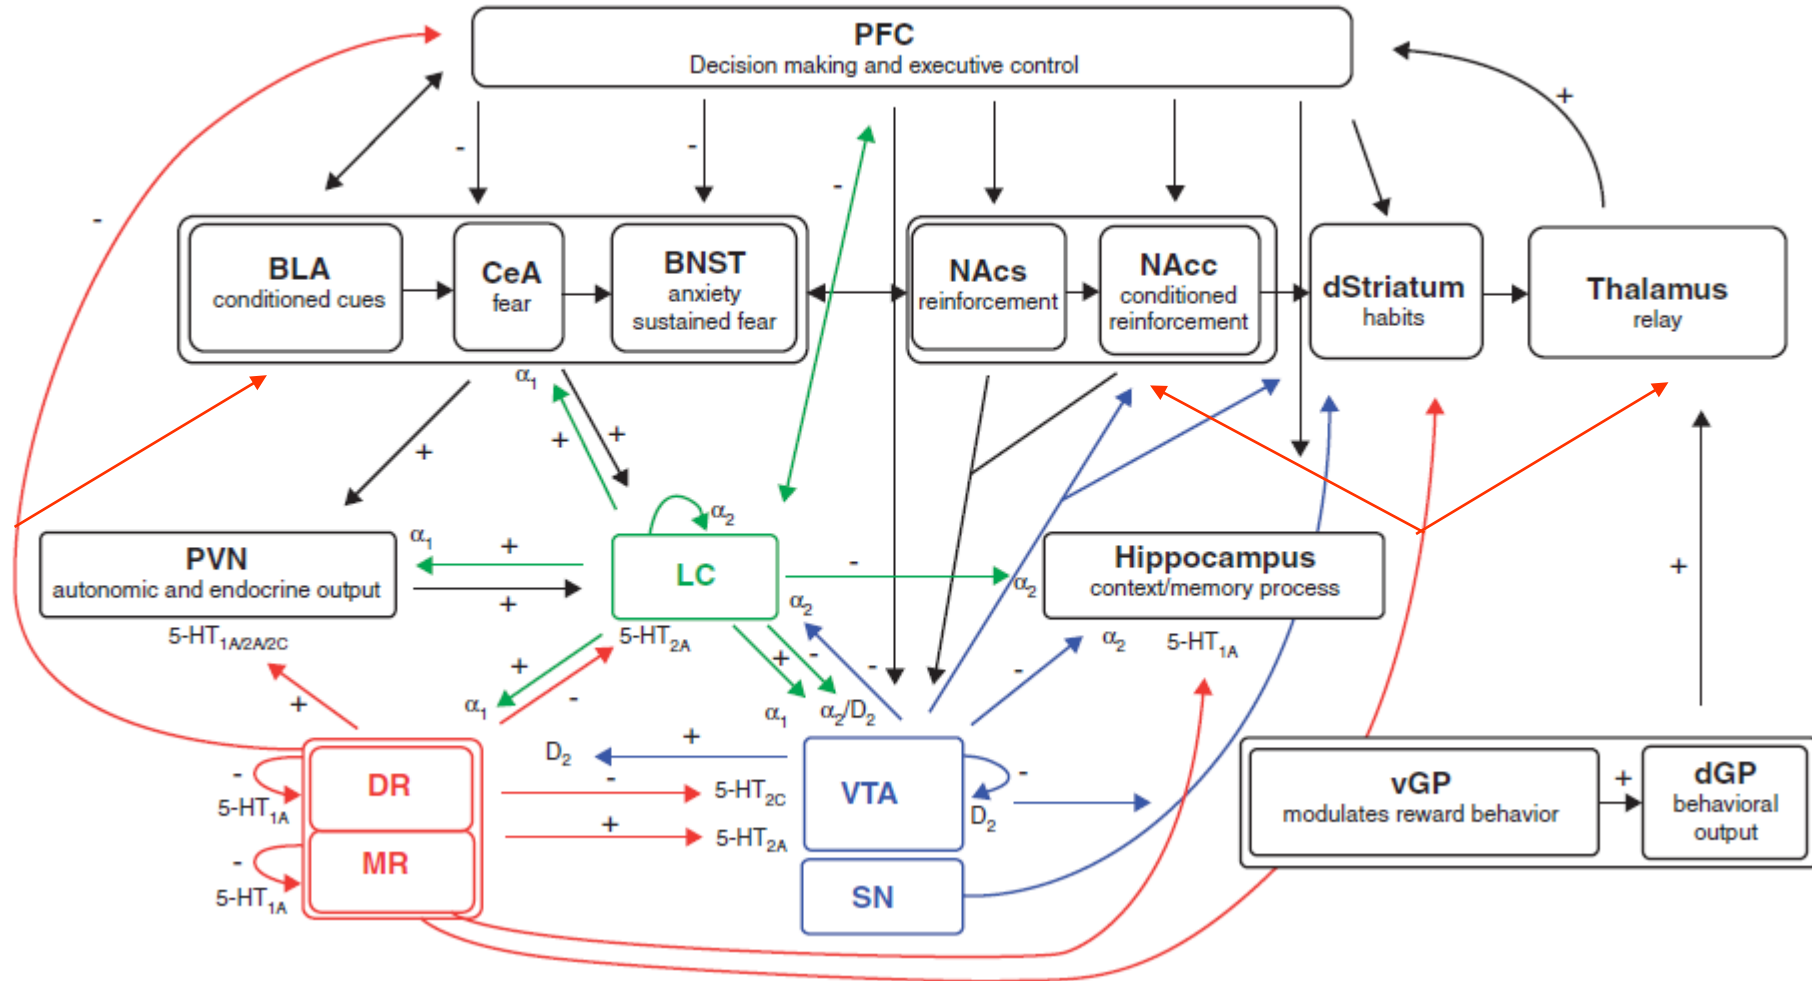 PFC
Decision making and executive control
+
-
-
-
-
BLA
conditioned cues
CeA
fear
BNST
anxiety
sustained fear
NAcs
reinforcement
NAcc
conditioned
reinforcement
dStriatum
habits
Thalamus
relay
α1
+
+
+
α2
PVN
autonomic and endocrine output
α1
+
+
LC
-
α2
Hippocampus
context/memory process
+
5-HT1A/2A/2C
5-HT2A
α2
α2
5-HT1A
+
-
+
-
-
-
+
α1
α1
α2/D2
D2
+
-
5-HT1A
DR
-
5-HT2C
VTA
-
D2
vGP
modulates reward behavior
+
dGP
behavioral
output
+
5-HT2A
-
5-HT1A
MR
SN